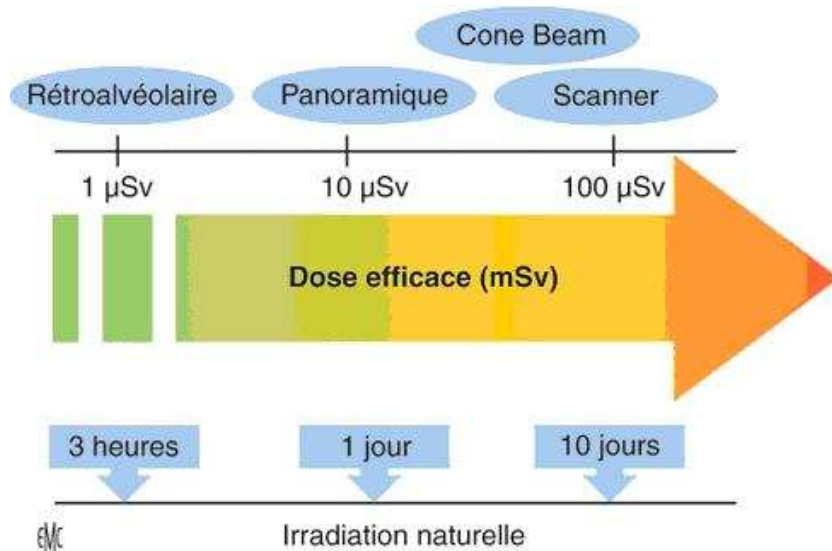 Cone Beam
Rétroalvéolaire
Panoramique
Scanner
1 µSv
10 µSv
100 µSv
Dose efficace (mSv)
3 heures
1 jour
10 jours
EMC
Irradiation naturelle